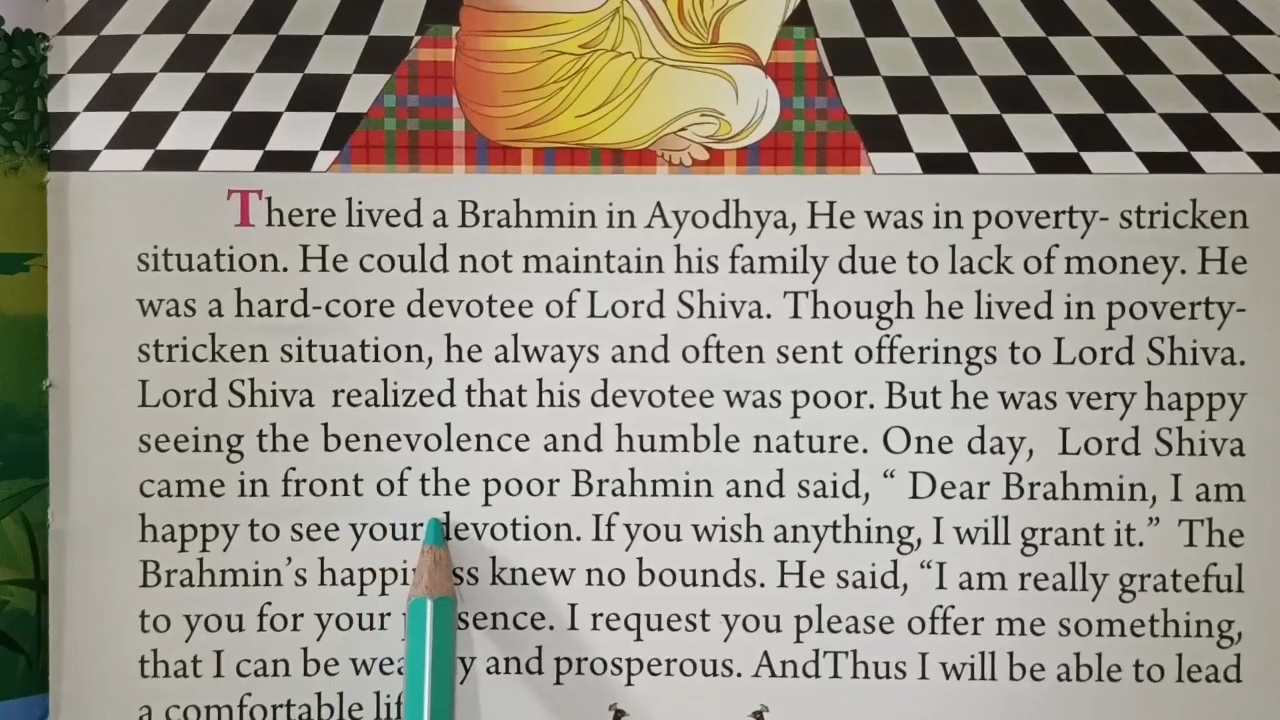 There lived a Brahmin in Ayodhya, He was in poverty- stricken
situation. He could not maintain his family due to lack of money. He
was a hard-core devotee of Lord Shiva. Though he lived in poverty-
stricken situation, he always and often sent offerings to Lord Shiva.
Lord Shiva realized that his devotee was poor. But he was very happy
seeing the benevolence and humble nature. One day, Lord Shiva
came in front of the poor Brahmin and said, “ Dear Brahmin, I am
happy to see your devotion. If you wish anything, I will grant it.” The
Brahmin’s knew no bounds. He said, “I am really grateful
to you for your I request you please offer me something,
that I can be and prosperous. AndThus I will be able to lead
a comfortable